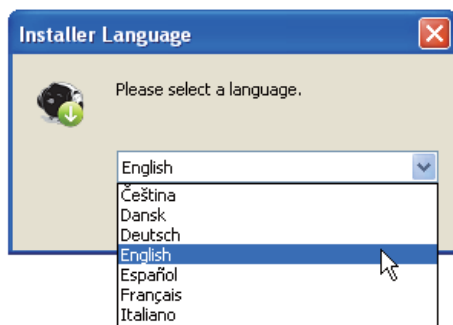 Installer Language
Please select a language.
English
Čeština
Dansk
Deutsch
English
Español
Français
Italiano